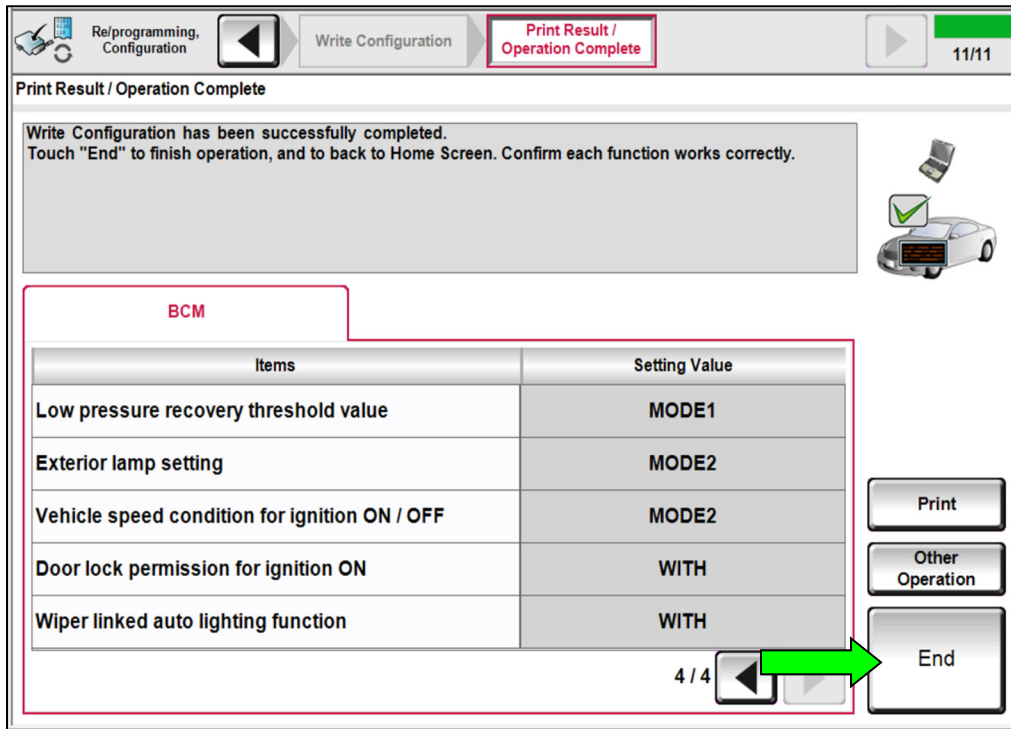 Re/programming,
Configuration
Write Configuration
Print Result /
Operation Complete
11/11
Print Result / Operation Complete
Write Configuration has been successfully completed.
Touch "End" to finish operation, and to back to Home Screen. Confirm each function works correctly.
BCM
Items Setting Value
Low pressure recovery threshold value MODE1
Exterior lamp setting MODE2
Vehicle speed condition for ignition ON / OFF MODE2
Door lock permission for ignition ON WITH
Wiper linked auto lighting function WITH
4 / 4
Print
Other
Operation
End